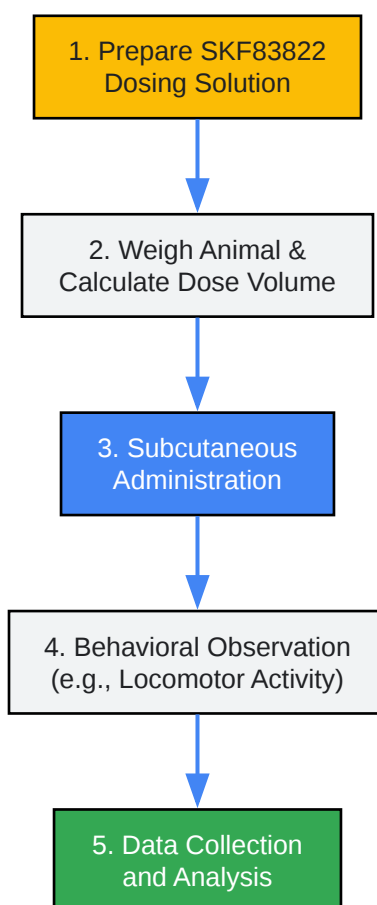 1. Prepare SKF83822
Dosing Solution
2. Weigh Animal &
Calculate Dose Volume
3. Subcutaneous
Administration
4. Behavioral Observation
(e.g., Locomotor Activity)
5. Data Collection
and Analysis